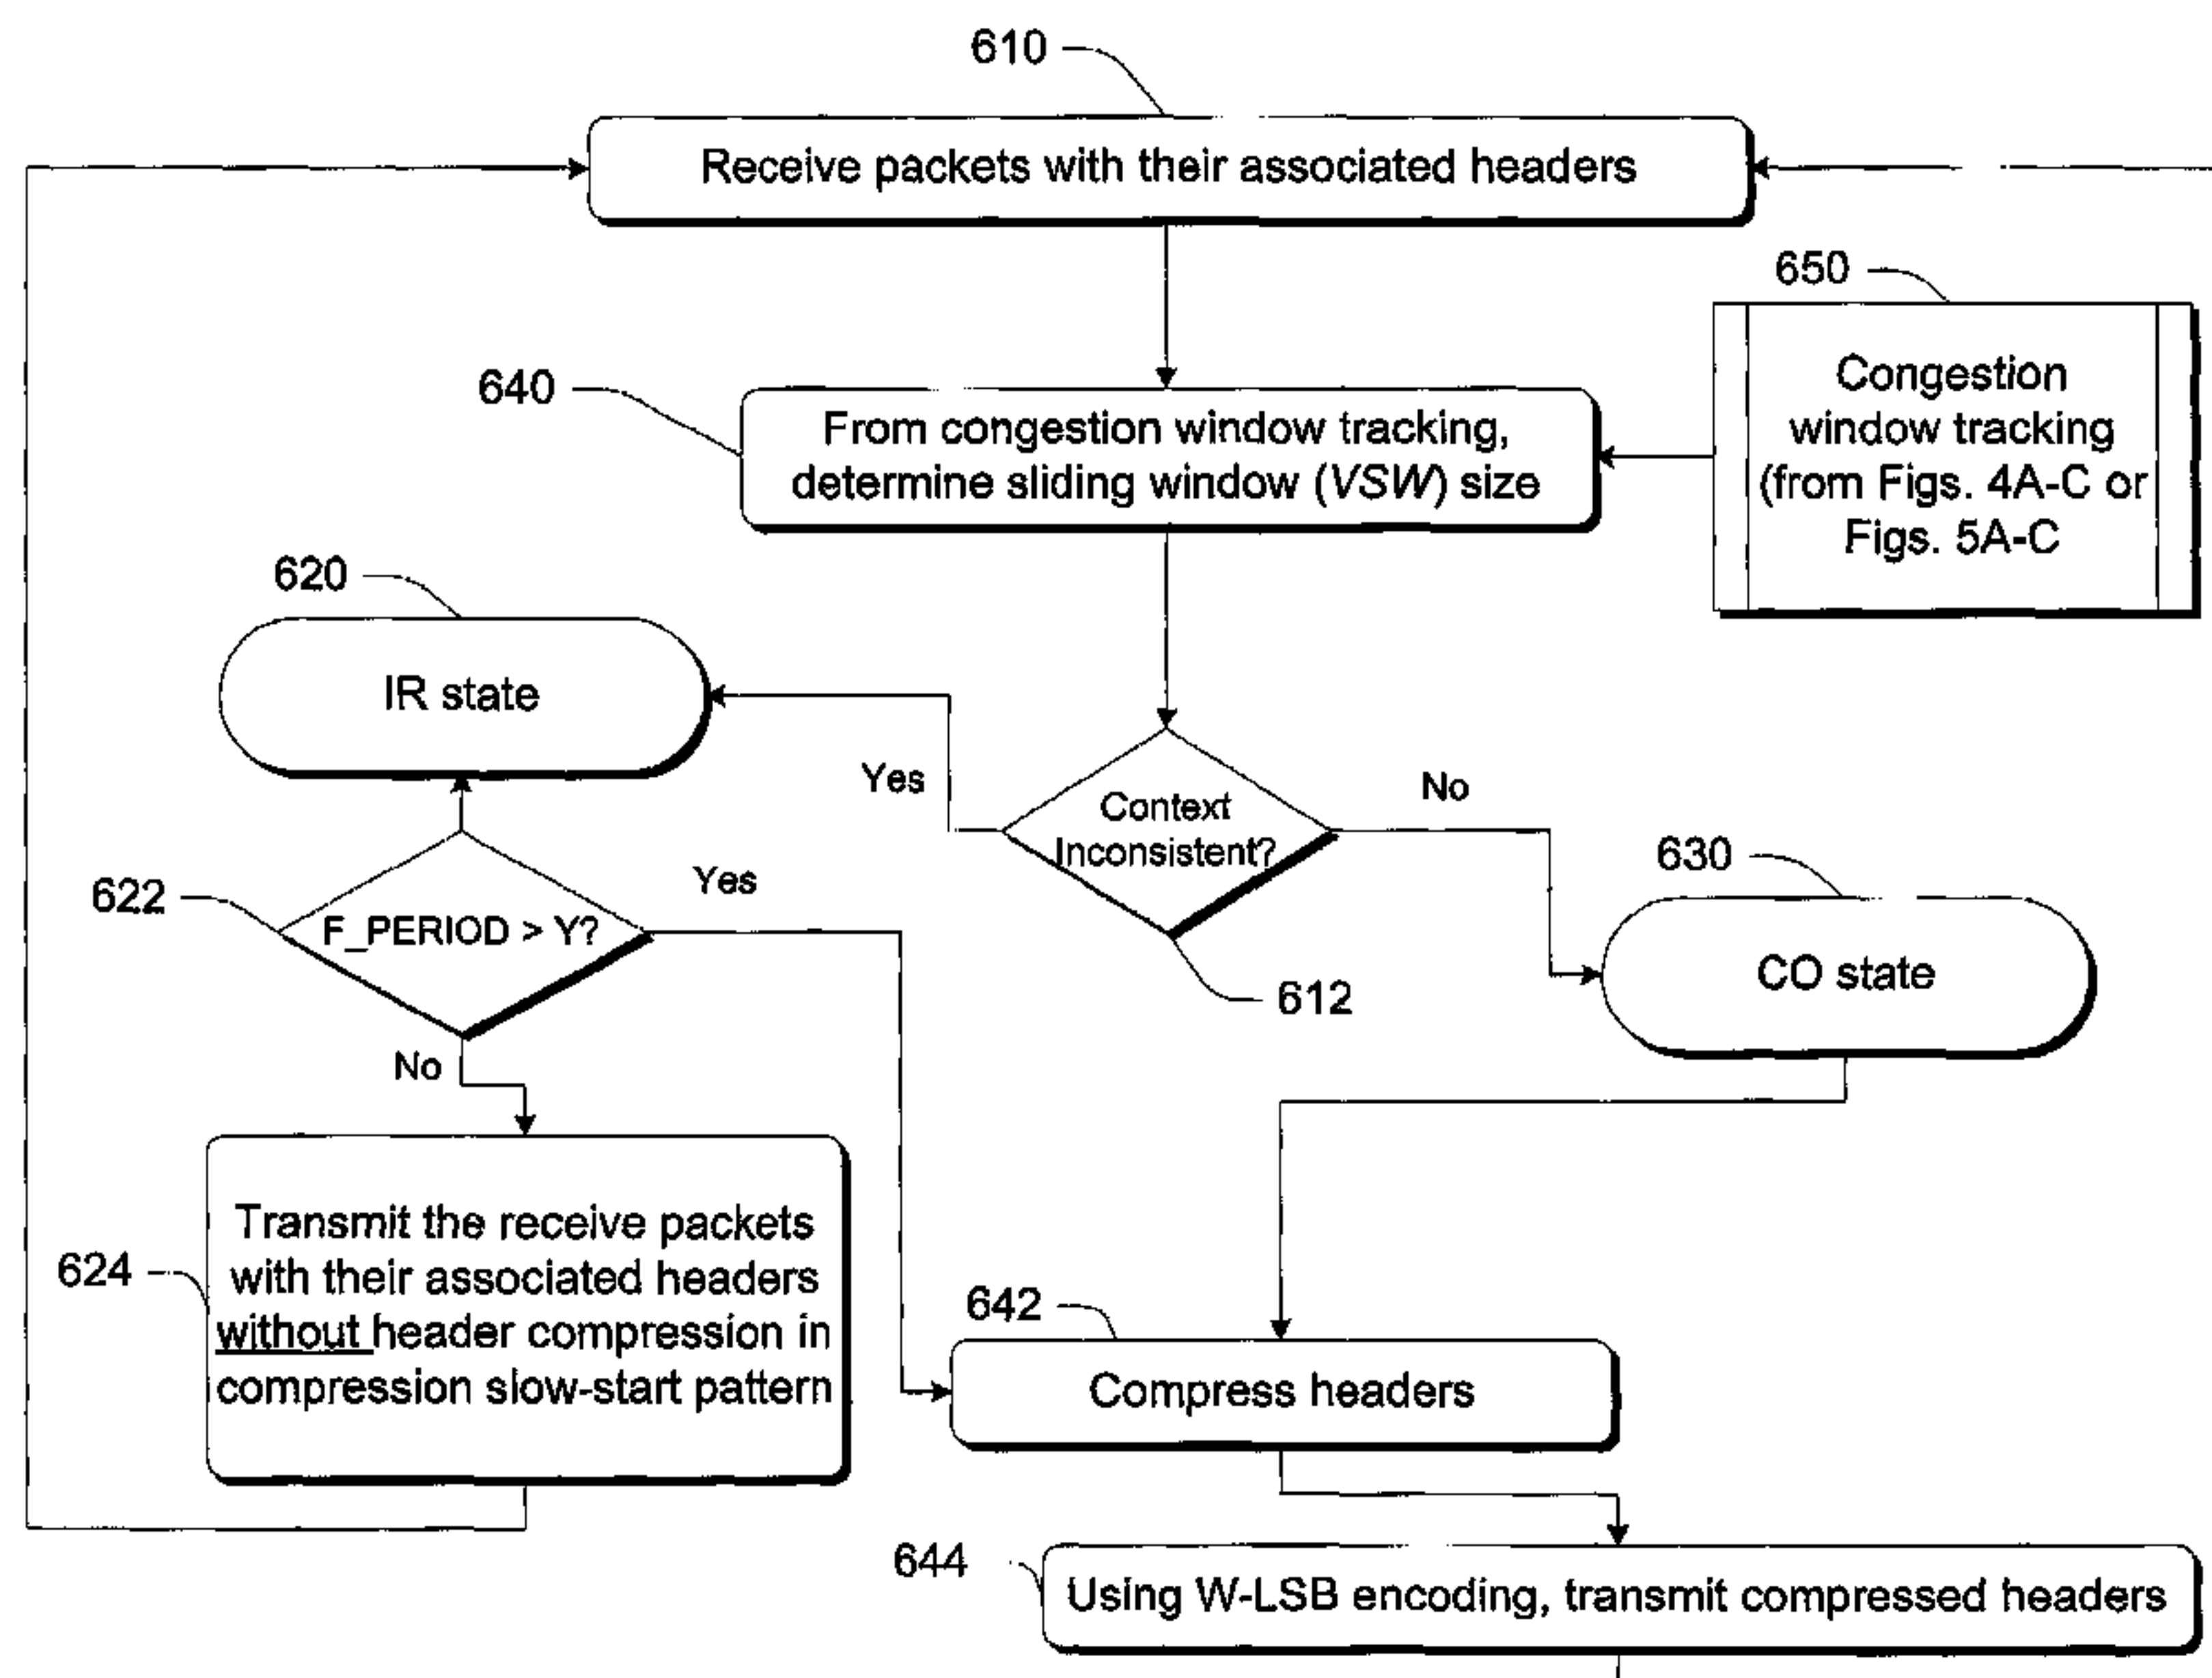 610
Receive packets with their associated headers
650
Congestion
window tracking
(from Figs. 4A-C or
Figs. 5A-C
640
From congestion window tracking,
determine sliding window (VSW) size
620
IR state
Yes
Context
Inconsistent?
No
612
630
CO state
622
F_PERIOD > Y?
Yes
No
624
Transmit the receive packets
with their associated headers
without header compression in
compression slow-start pattern
642
Compress headers
644
Using W-LSB encoding, transmit compressed headers